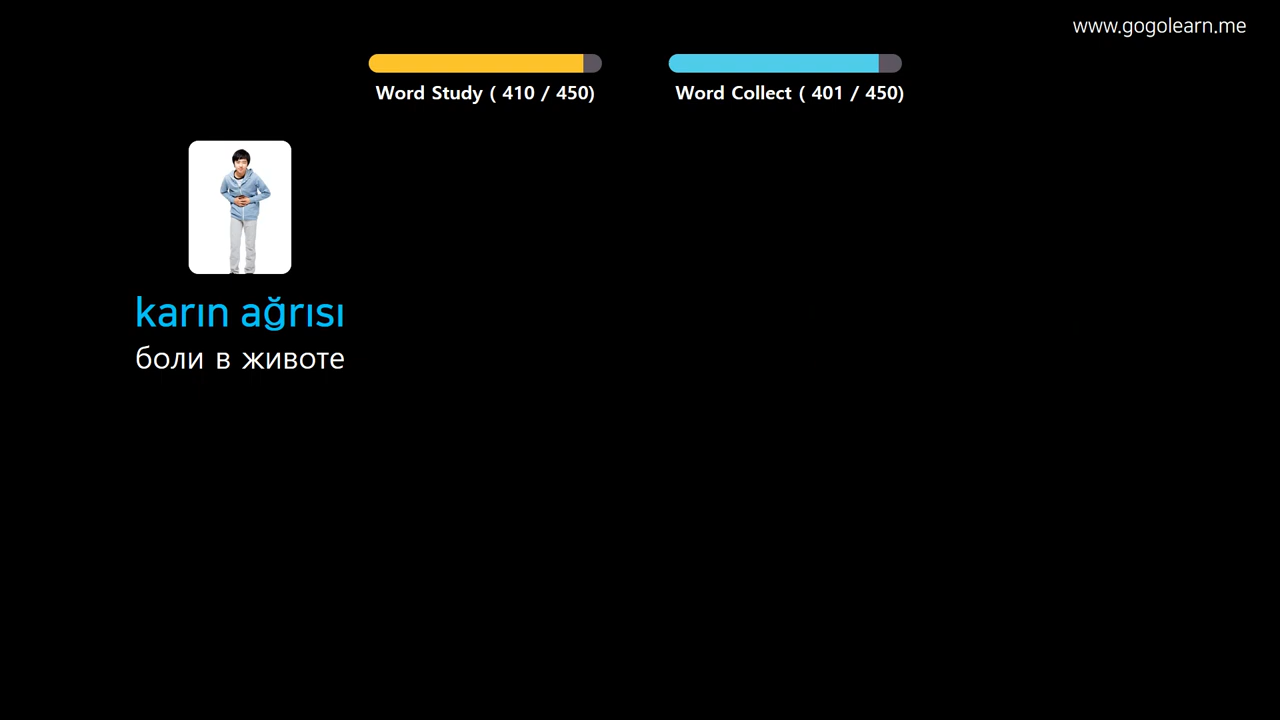 www.gogolearn.me
Word Study ( 410 / 450)
Word Collect ( 401 / 450)
karın ağrısı
боли в животе